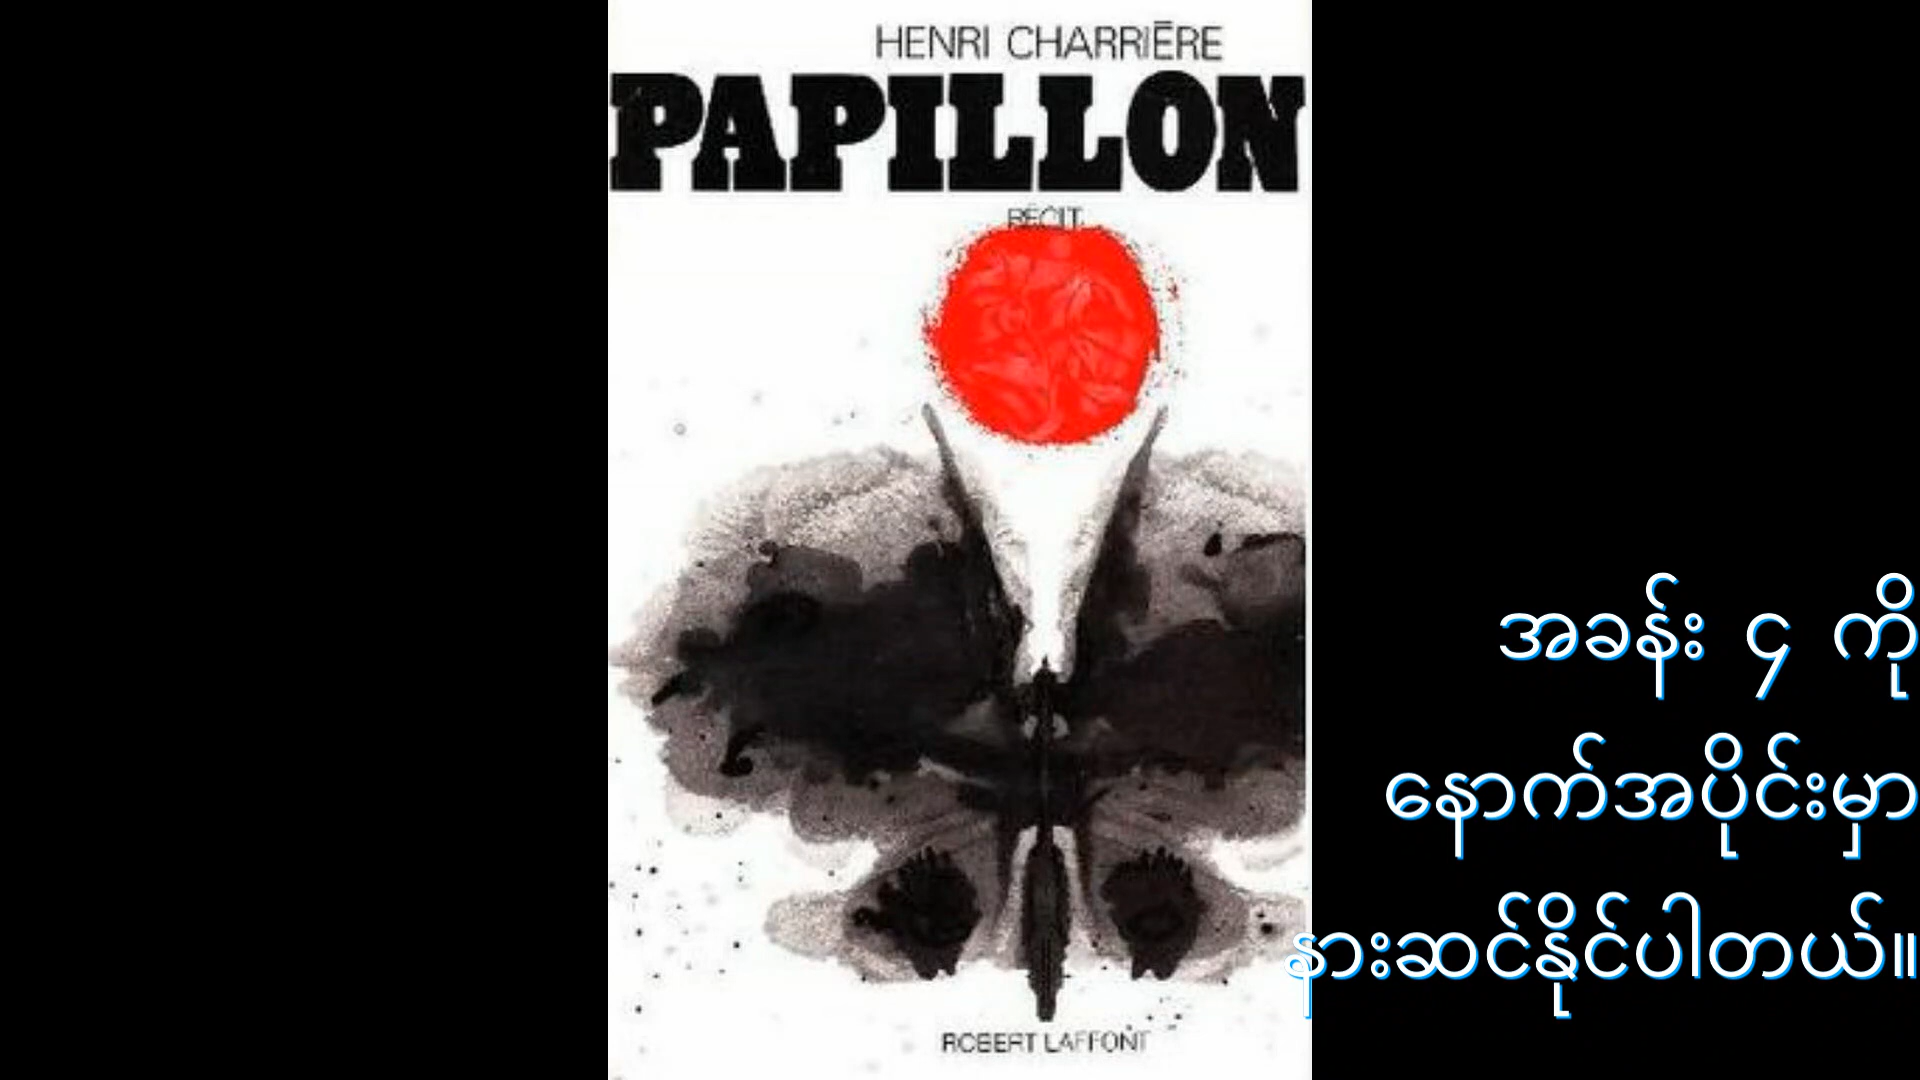 HENRI CHARRIĒRE
PAPILLON
RÉCIT
ROBERT LAFFONT
အခန်း ၄ ကို
နောက်အပိုင်းမှာ
နားဆင်နိုင်ပါတယ်။